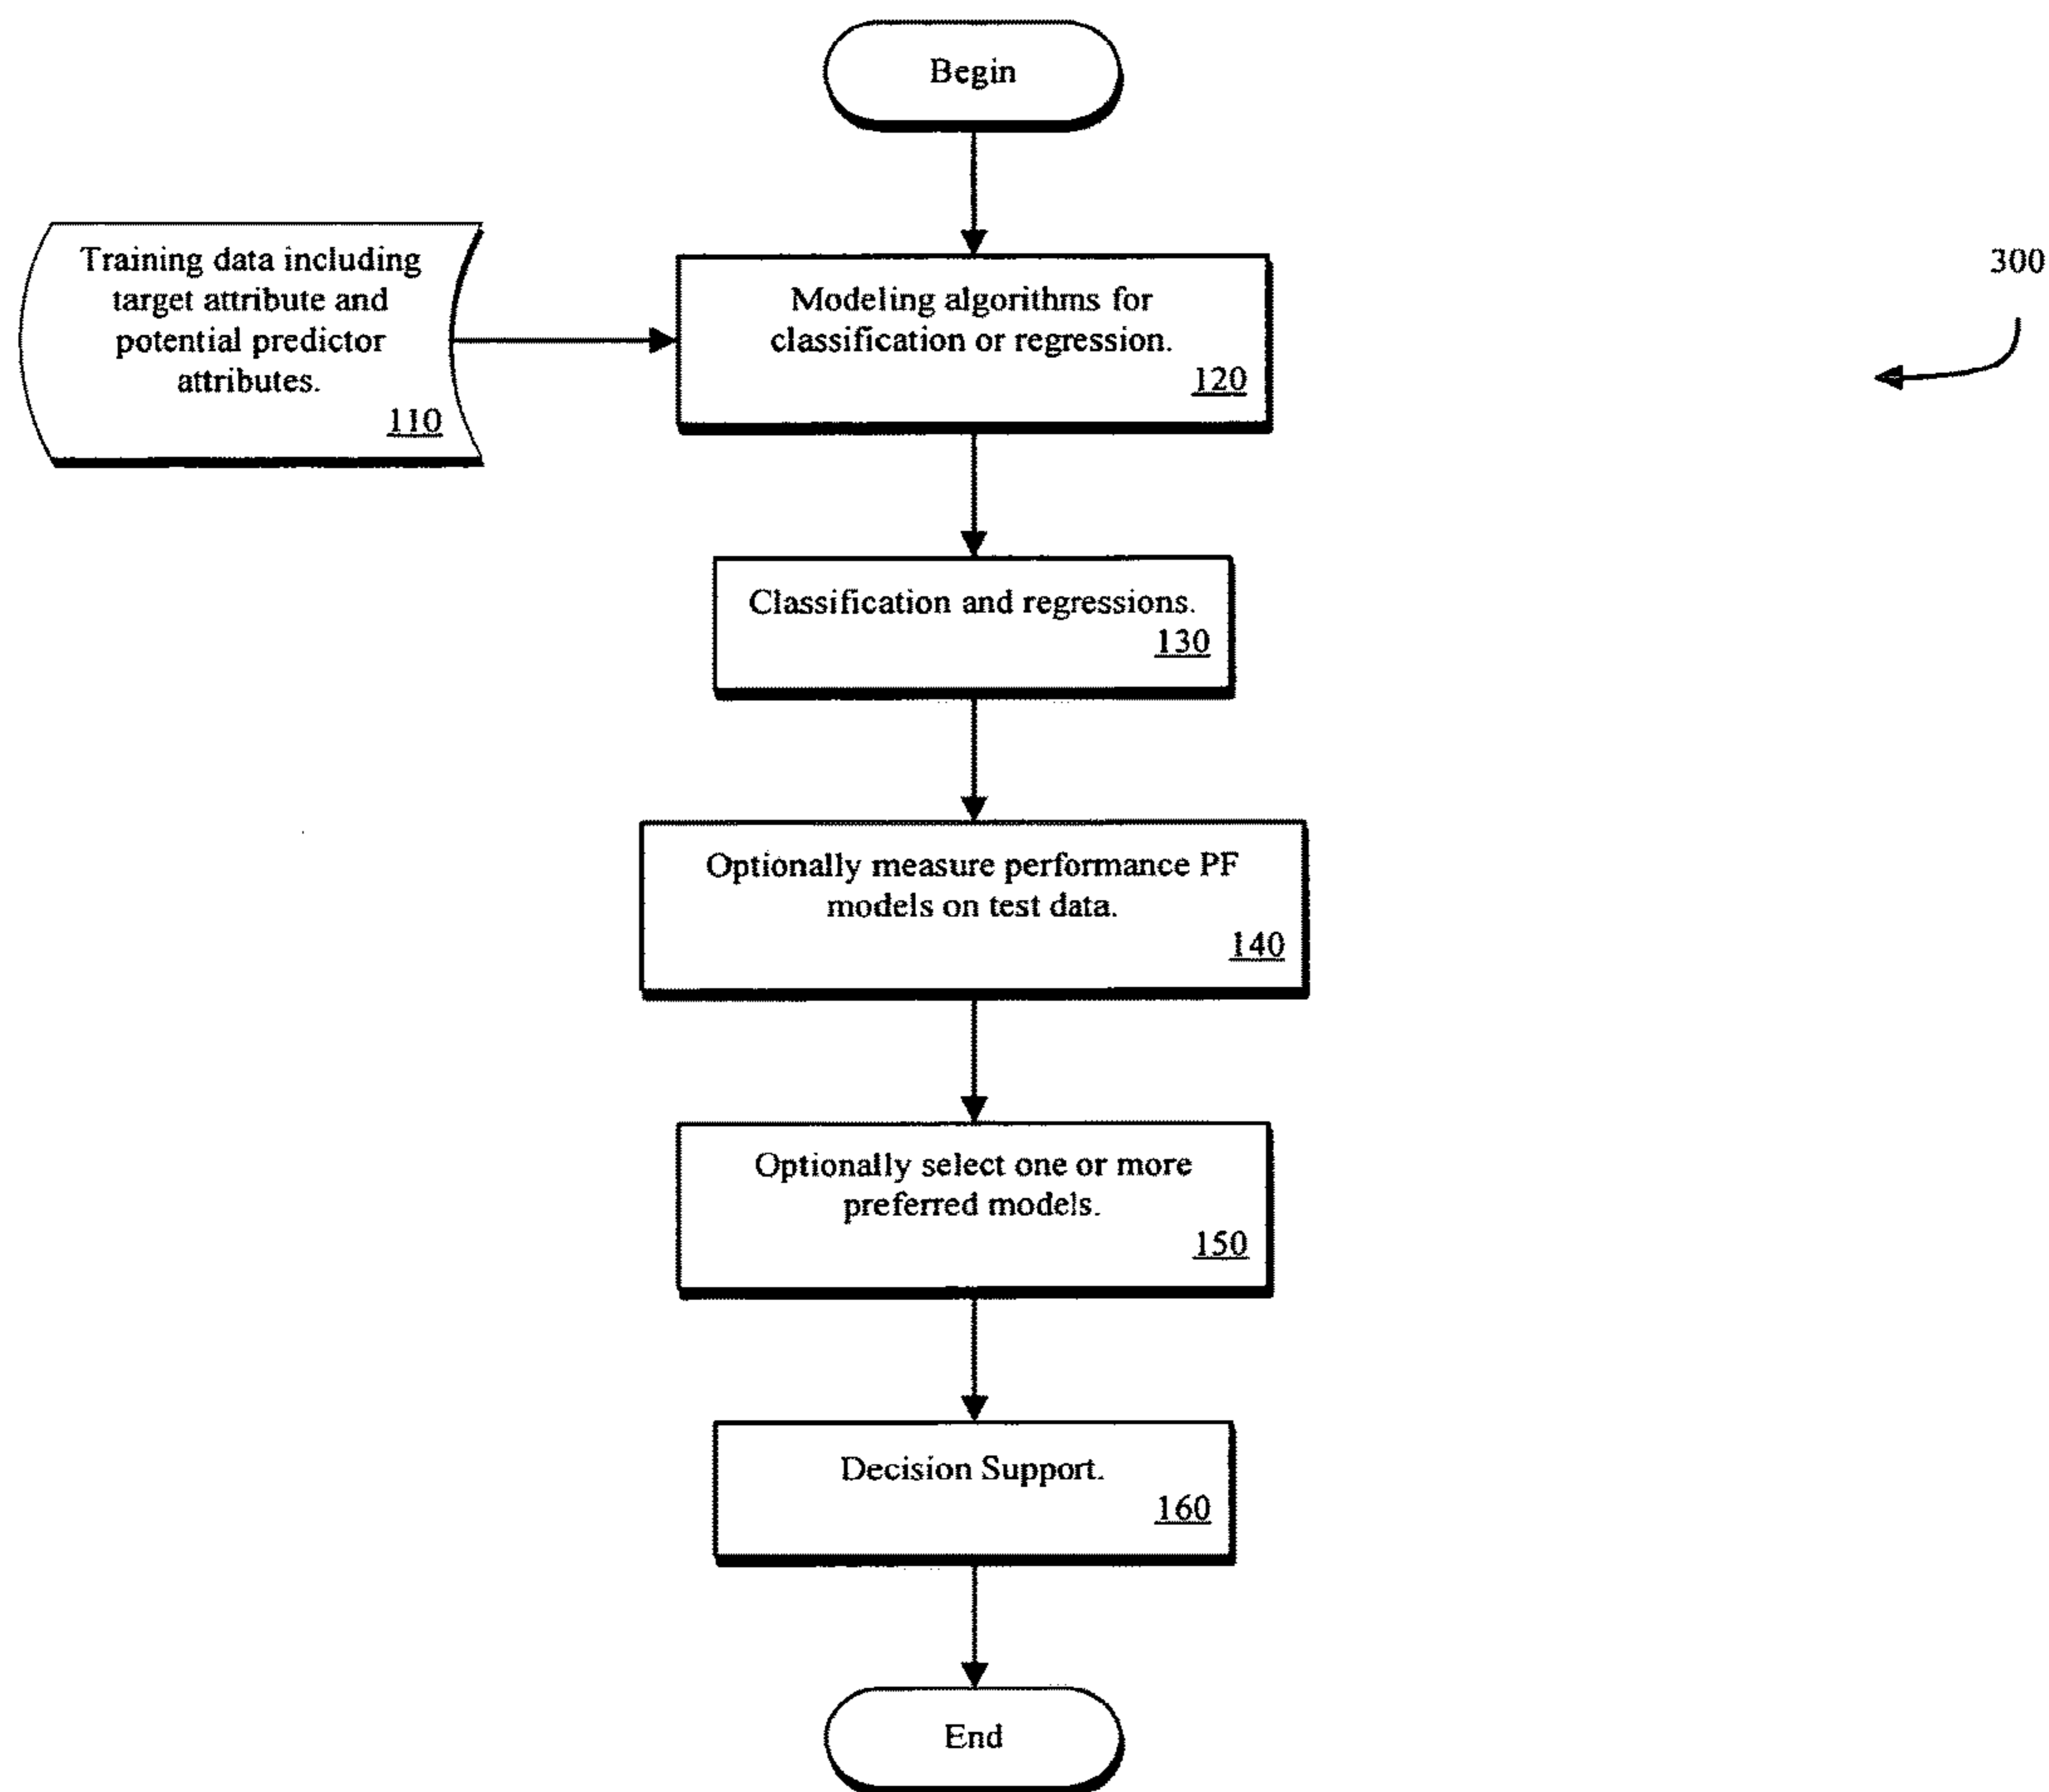 Begin
Training data including
target attribute and
potential predictor
attributes.
110
Modeling algorithms for
classification or regression.
120
300
Classification and regressions.
130
Optionally measure performance PF
models on test data.
140
Optionally select one or more
preferred models.
150
Decision Support.
160
End